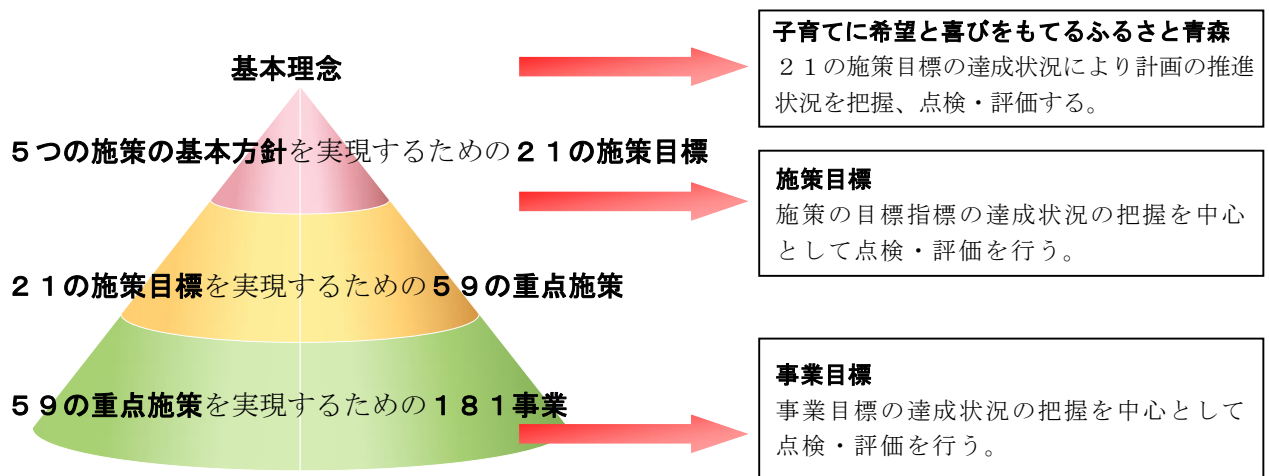 基本理念
５つの施策の基本方針を実現するための２１の施策目標
２１の施策目標を実現するための５９の重点施策
５９の重点施策を実現するための１８１事業
子育てに希望と喜びをもてるふるさと青森
２１の施策目標の達成状況により計画の推進
状況を把握、点検・評価する。
施策目標
施策の目標指標の達成状況の把握を中心
として点検・評価を行う。
事業目標
事業目標の達成状況の把握を中心として
点検・評価を行う。